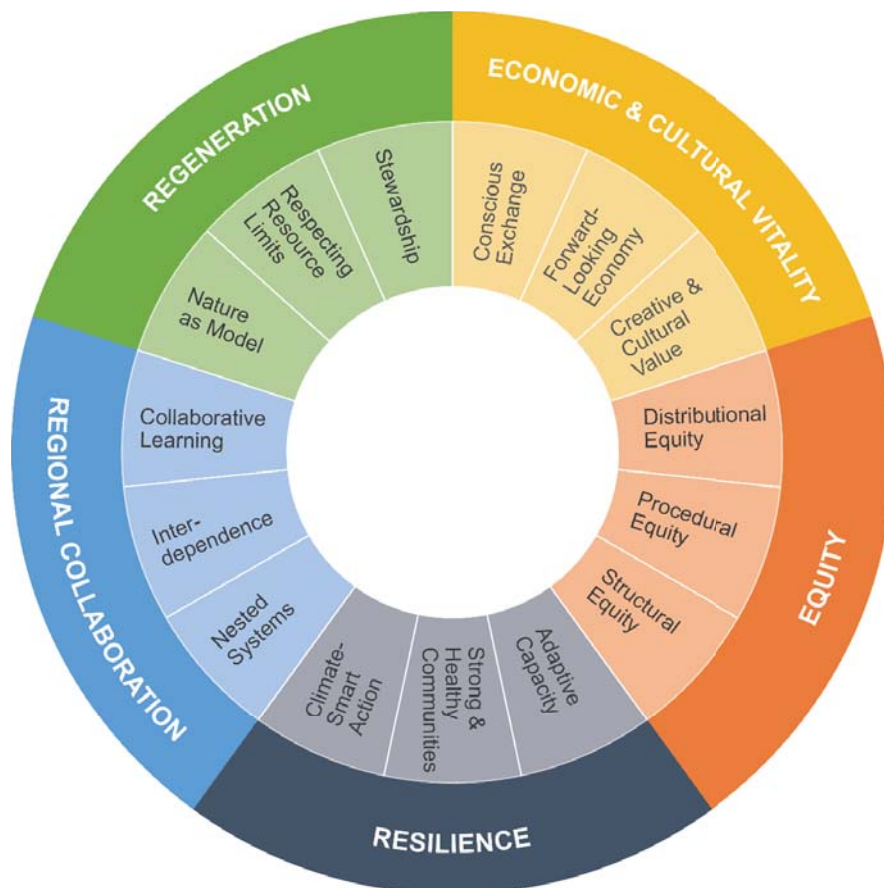 REGENERATION
Stewardship
Respecting
Resource
Limits
Nature
as Model
ECONOMIC & CULTURAL VITALITY
Conscious
Exchange
Forward-
Looking
Economy
Creative &
Cultural
Value
EQUITY
Distributional
Equity
Procedural
Equity
Structural
Equity
RESILIENCE
Adaptive
Capacity
Strong &
Healthy
Communities
Climate-
Smart
Action
REGIONAL COLLABORATION
Nested
Systems
Inter-
dependence
Collaborative
Learning